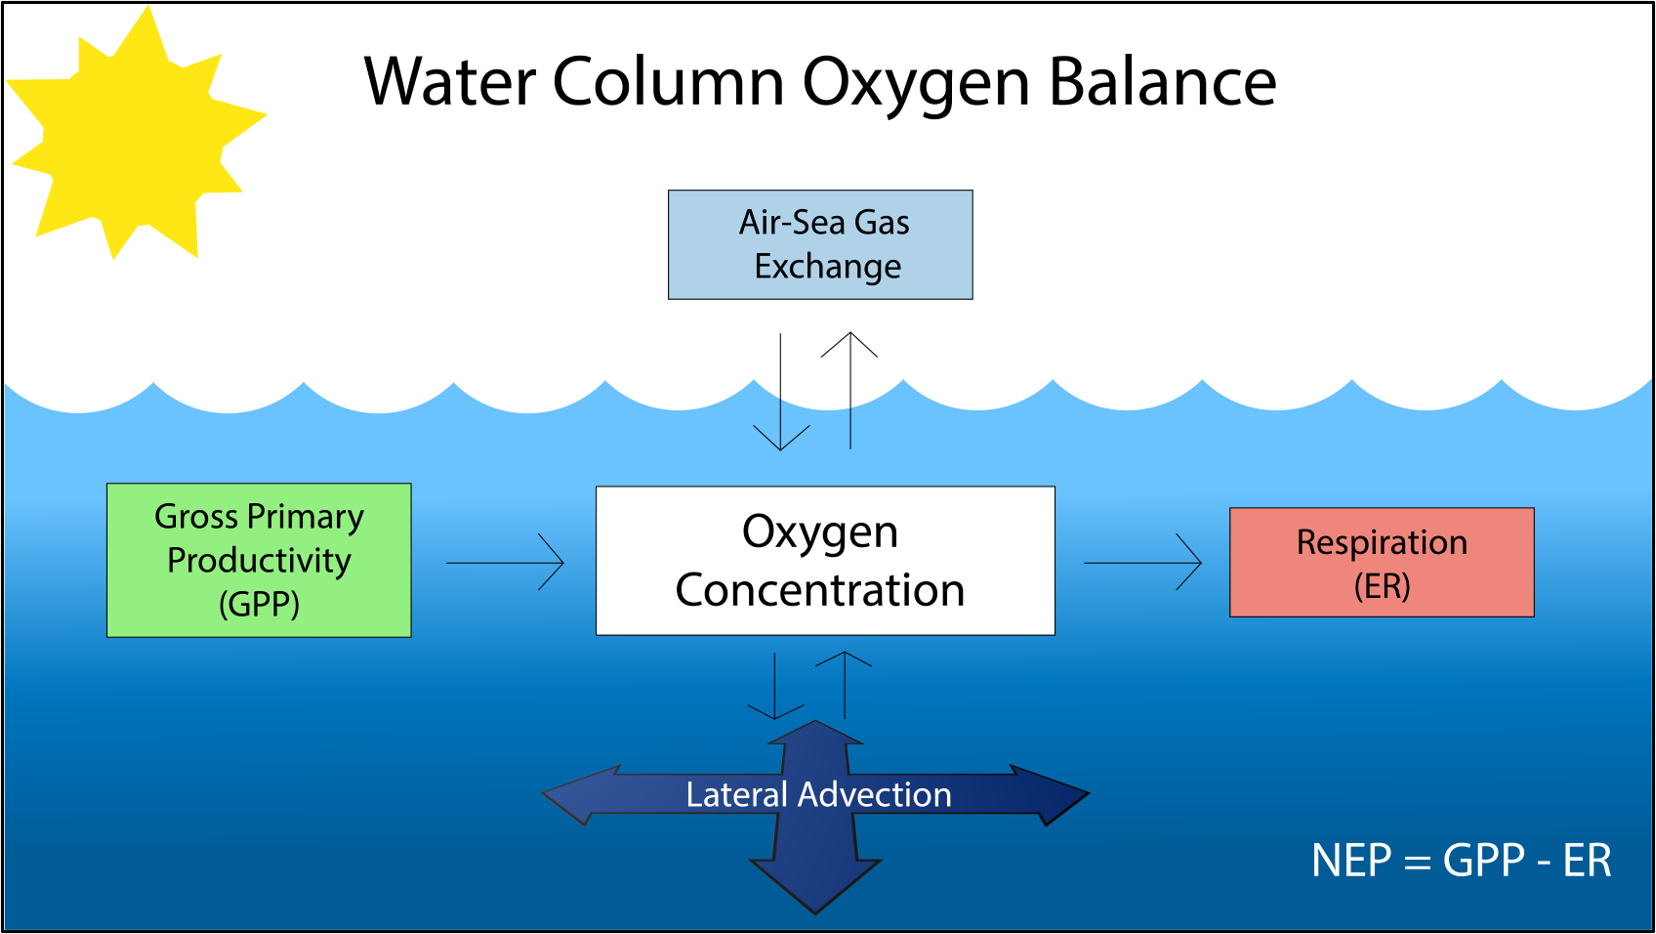 Water Column Oxygen Balance
Air-Sea Gas
Exchange
Gross Primary
Productivity
(GPP)
Oxygen
Concentration
Respiration
(ER)
Lateral Advection
NEP = GPP - ER